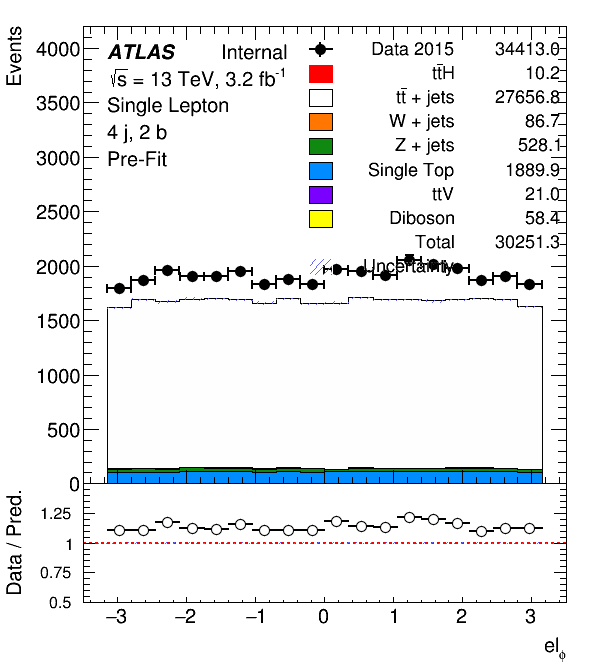 Events
4000
3500
3000
2500
2000
1500
1000
500
0
ATLAS Internal
√s = 13 TeV, 3.2 fb⁻¹
Single Lepton
4 j, 2 b
Pre-Fit
Data 2015 34413.0
tt̄H 10.2
tt̄ + jets 27656.8
W + jets 86.7
Z + jets 528.1
Single Top 1889.9
ttV 21.0
Diboson 58.4
Total 30251.3
Uncertainty
Data / Pred.
1.25
1
0.75
0.5
−3 −2 −1 0 1 2 3
el_ϕ